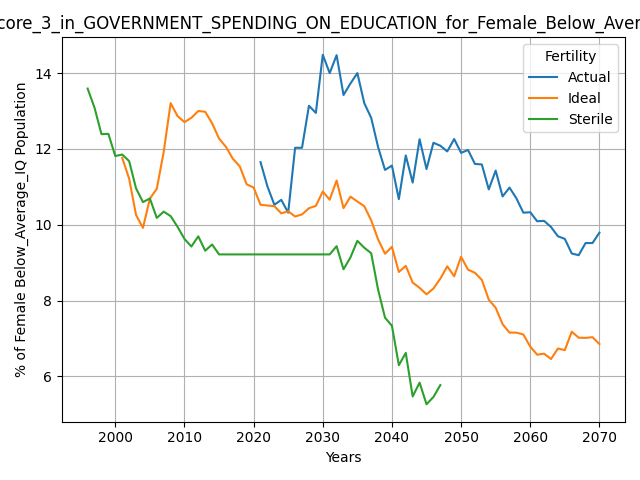 core_3_in_GOVERNMENT_SPENDING_ON_EDUCATION_for_Female_Below_Aver
Fertility
Actual
Ideal
Sterile
% of Female Below_Average_IQ Population
14
12
10
8
6
2000 2010 2020 2030 2040 2050 2060 2070
Years